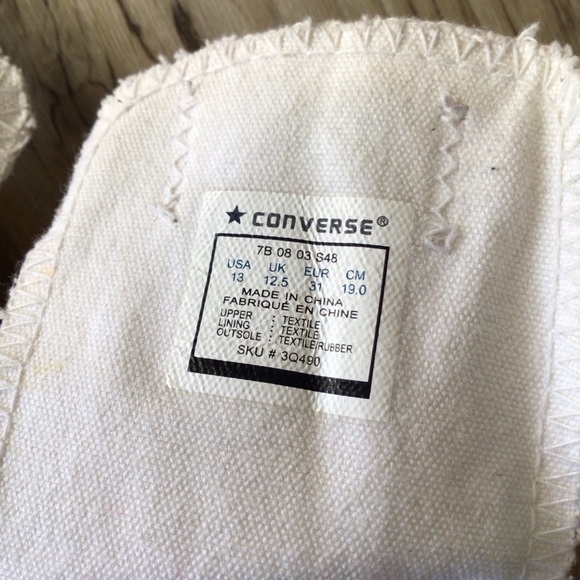 ★ CONVERSE®
7B 08 03 S48
USA UK EUR CM
13 12.5 31 19.0
MADE IN CHINA
FABRIQUÉ EN CHINE
UPPER : TEXTILE
LINING : TEXTILE
OUTSOLE : TEXTILE/RUBBER
SKU # 3Q490